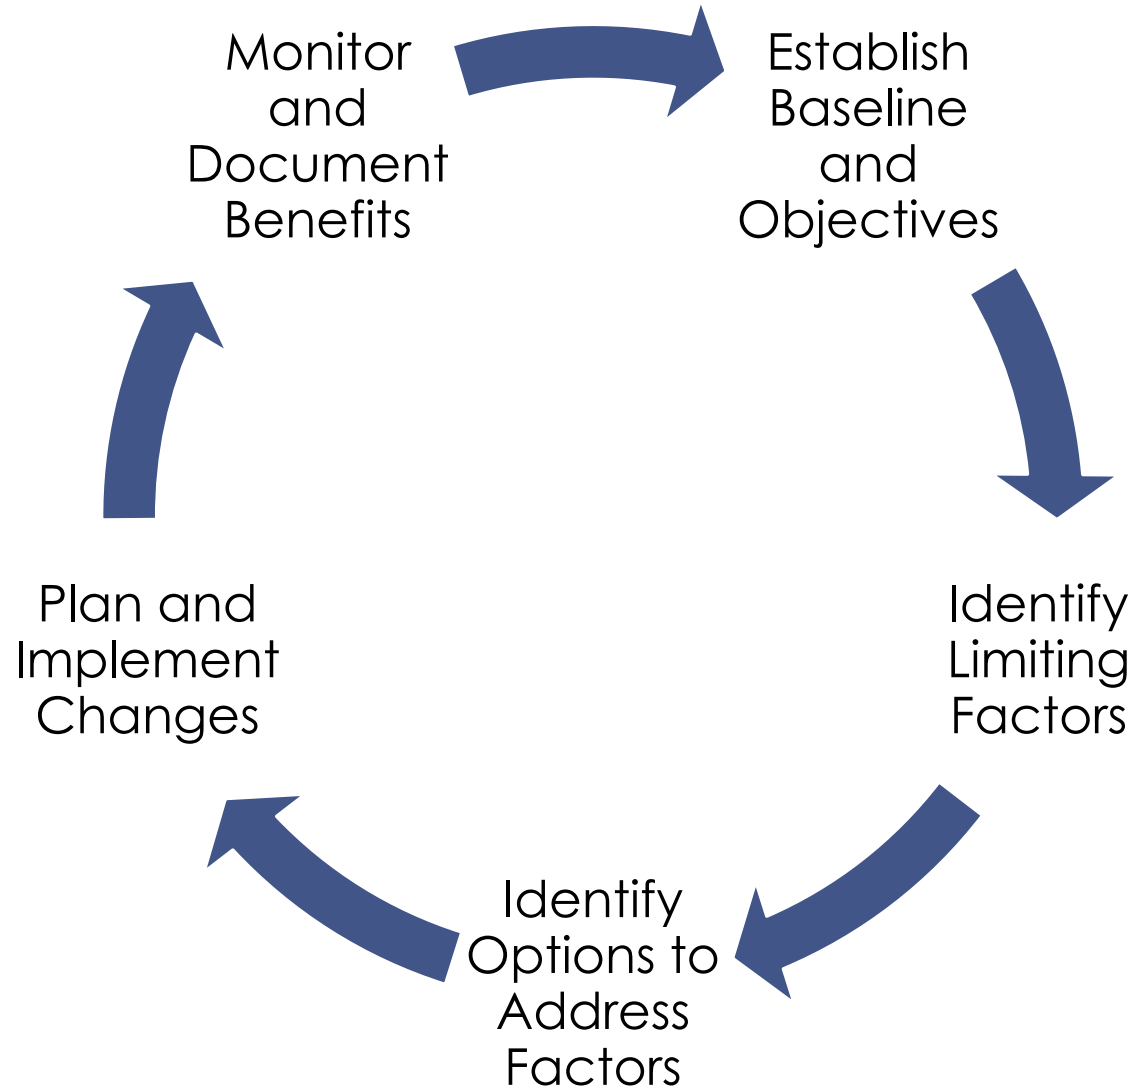 Monitor
and
Document
Benefits
Establish
Baseline
and
Objectives
Identify
Limiting
Factors
Identify
Options to
Address
Factors
Plan and
Implement
Changes